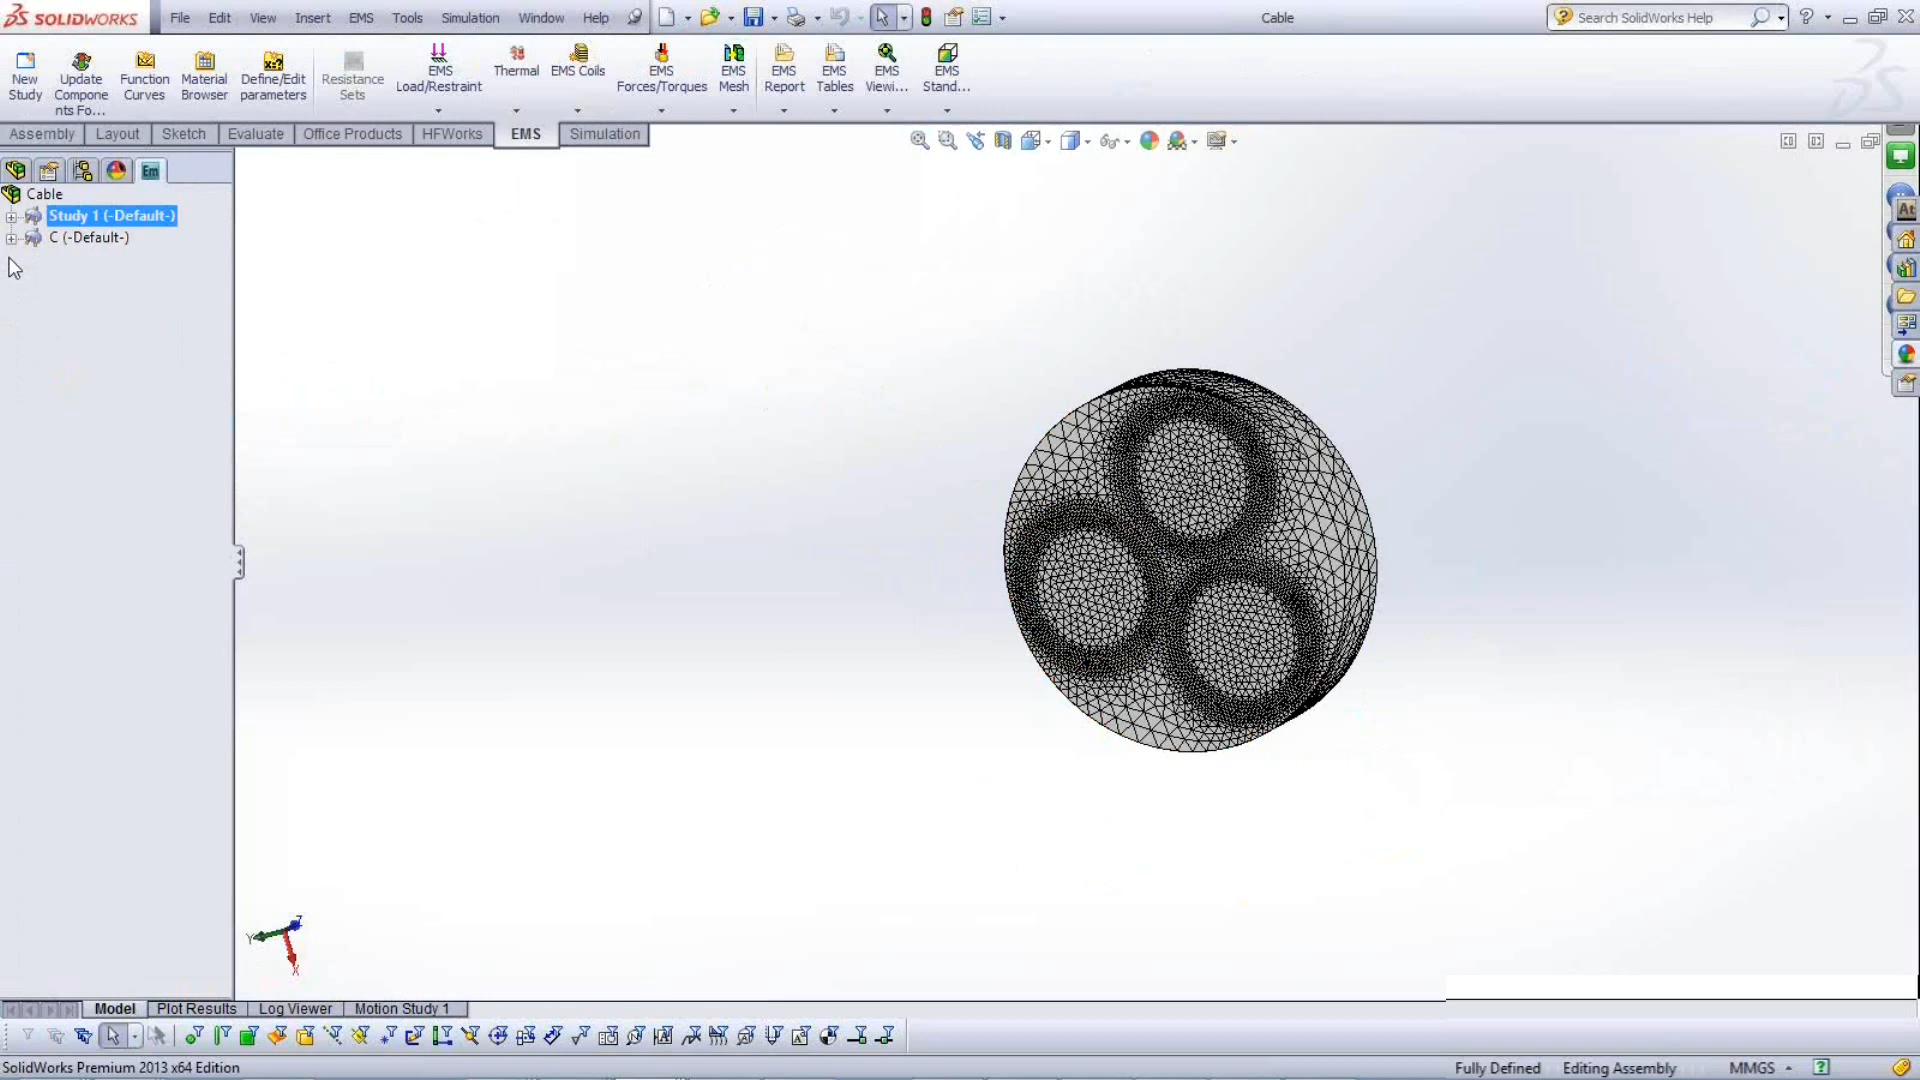 SOLIDWORKS File Edit View Insert EMS Tools Simulation Window Help Cable Search SolidWorks Help
New Study
Update Compone nts Fo...
Function Curves
Material Browser
Define/Edit parameters
Resistance Sets
EMS Load/Restraint
Thermal
EMS Coils
EMS Forces/Torques
EMS Mesh
EMS Report
EMS Tables
EMS Viewi...
EMS Stand...
Assembly Layout Sketch Evaluate Office Products HFWorks EMS Simulation
Em
Cable
Study 1 (-Default-)
C (-Default-)
At
Z
Y
X
Model Plot Results Log Viewer Motion Study 1
SolidWorks Premium 2013 x64 Edition Fully Defined Editing Assembly MMGS